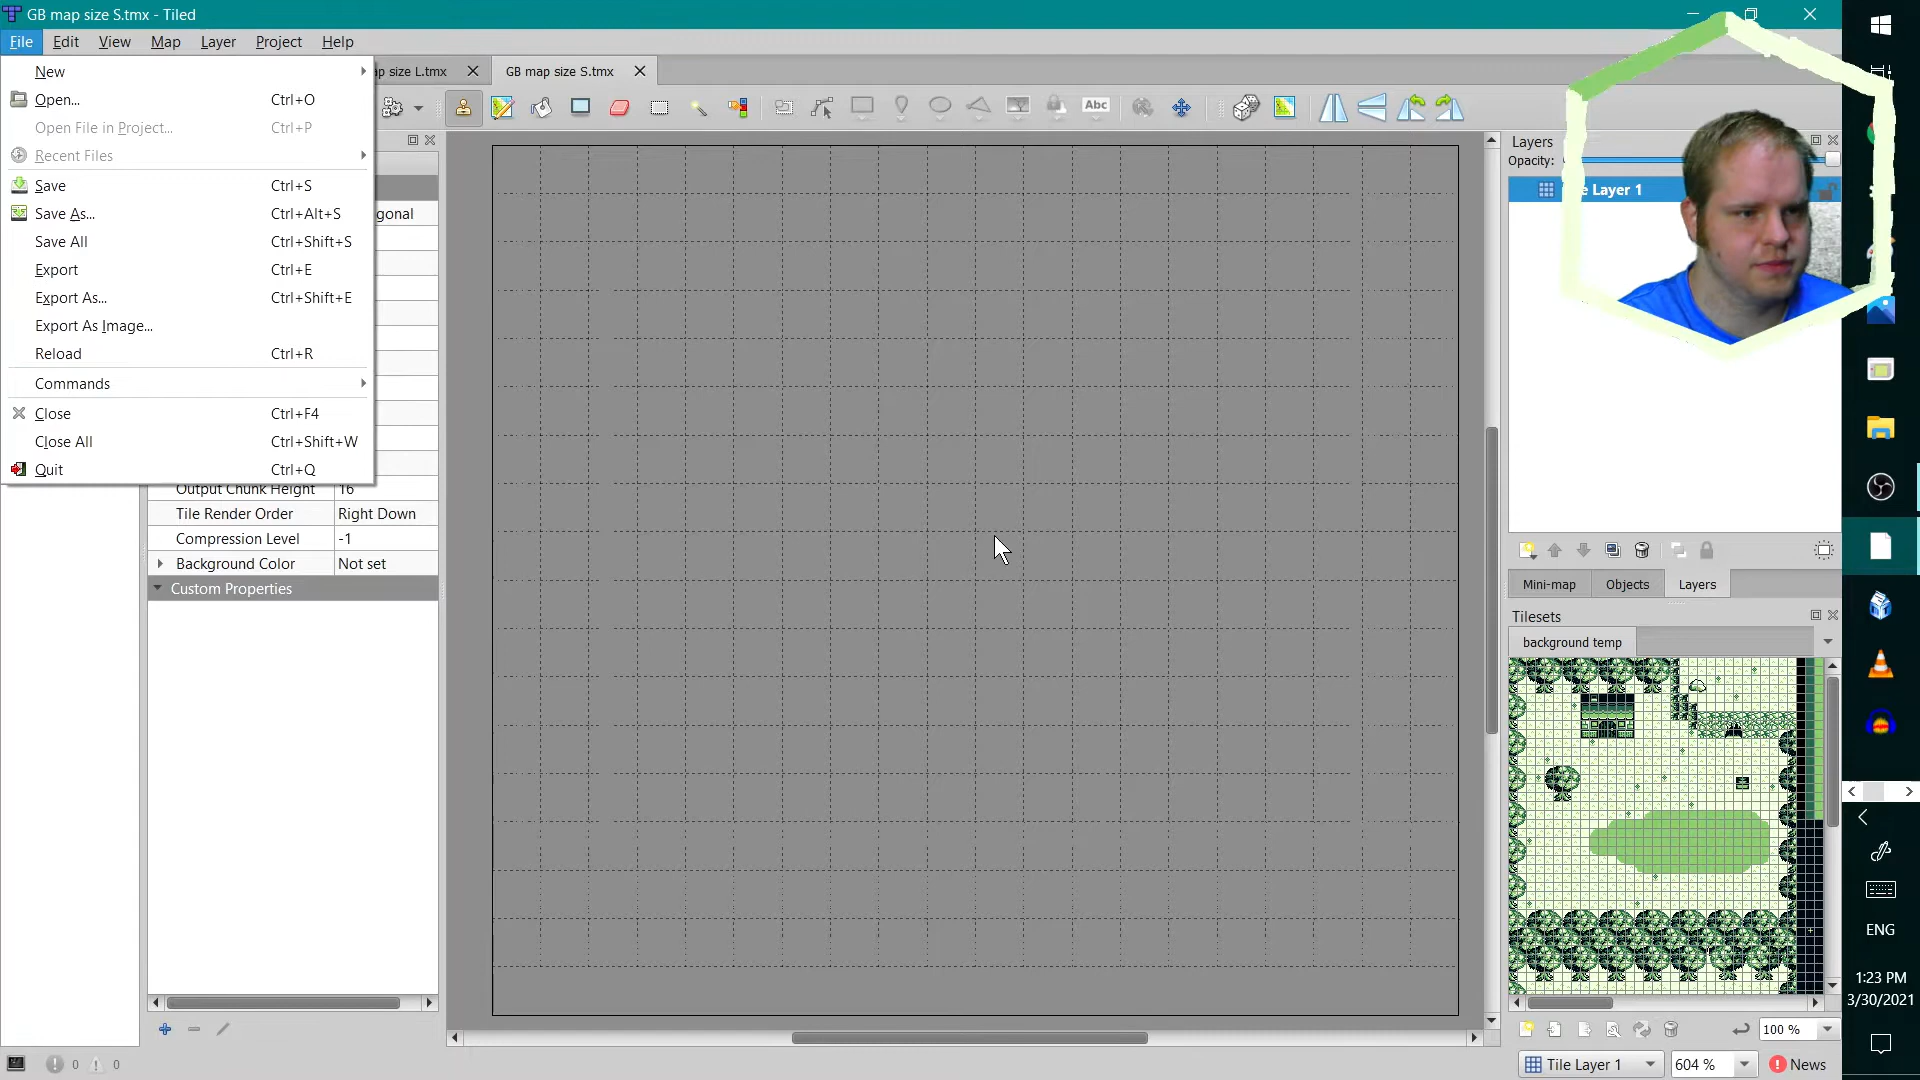 GB map size S.tmx - Tiled
File Edit View Map Layer Project Help
New
Open... Ctrl+O
Open File in Project... Ctrl+P
Recent Files
Save Ctrl+S
Save As... Ctrl+Alt+S
Save All Ctrl+Shift+S
Export Ctrl+E
Export As... Ctrl+Shift+E
Export As Image...
Reload Ctrl+R
Commands
Close Ctrl+F4
Close All Ctrl+Shift+W
Quit Ctrl+Q
size L.tmx
GB map size S.tmx
Abc
Output Chunk Height 16
Tile Render Order Right Down
Compression Level -1
Background Color Not set
Custom Properties
0 0
Layers
Opacity:
Layer 1
Mini-map Objects Layers
Tilesets
background temp
100 %
Tile Layer 1 604 % News
ENG
1:23 PM
3/30/2021